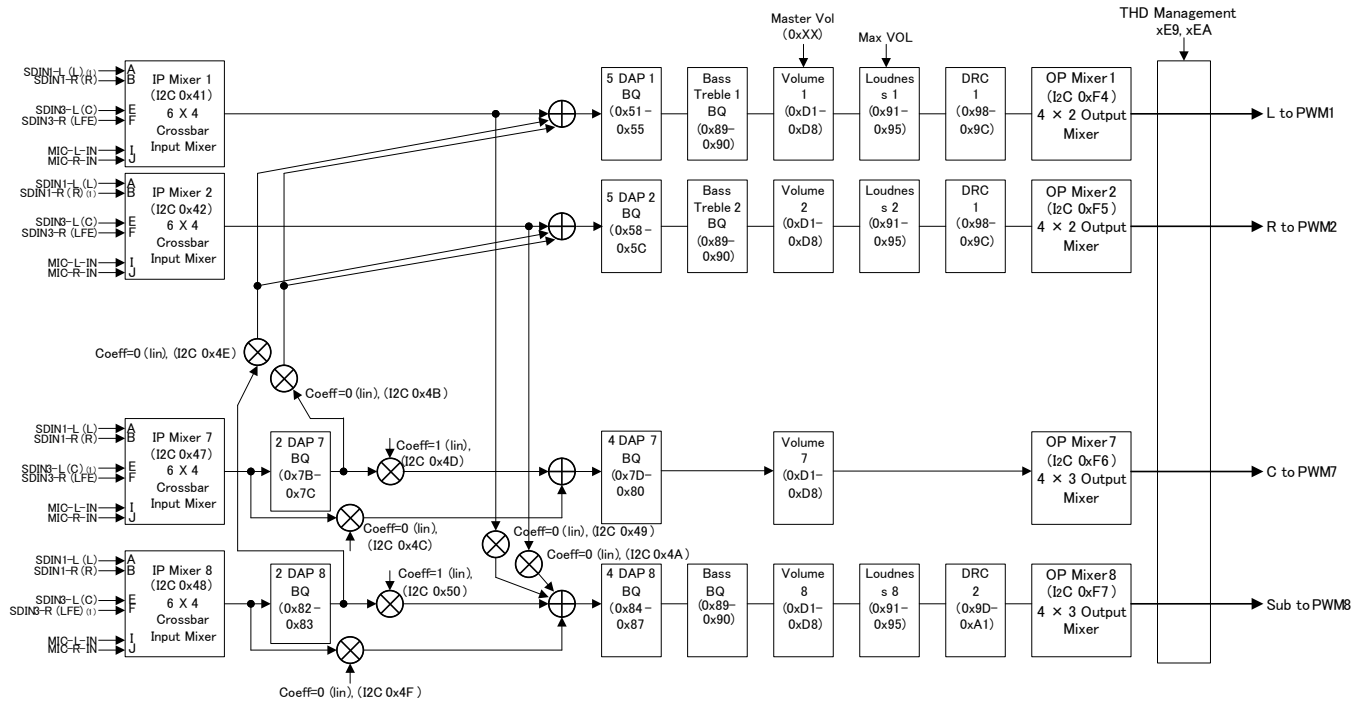 Master Vol
(0xXX)
Max VOL
THD Management
xE9, xEA
SDIN1-L (L) (1)
SDIN1-R (R)
SDIN3-L (C)
SDIN3-R (LFE)
MIC-L-IN
MIC-R-IN
A
B
E
F
I
J
IP Mixer 1
(I2C 0x41)
6 X 4
Crossbar
Input Mixer
5 DAP 1
BQ
(0x51-
0x55
Bass
Treble 1
BQ
(0x89-
0x90)
Volume
1
(0xD1-
0xD8)
Loudnes
s 1
(0x91-
0x95)
DRC
1
(0x98-
0x9C)
OP Mixer1
(I2C 0xF4)
4 × 2 Output
Mixer
L to PWM1
SDIN1-L (L)
SDIN1-R (R) (1)
SDIN3-L (C)
SDIN3-R (LFE)
MIC-L-IN
MIC-R-IN
A
B
E
F
I
J
IP Mixer 2
(I2C 0x42)
6 X 4
Crossbar
Input Mixer
5 DAP 2
BQ
(0x58-
0x5C
Bass
Treble 2
BQ
(0x89-
0x90)
Volume
2
(0xD1-
0xD8)
Loudnes
s 2
(0x91-
0x95)
DRC
1
(0x98-
0x9C)
OP Mixer2
(I2C 0xF5)
4 × 2 Output
Mixer
R to PWM2
Coeff=0 (lin), (I2C 0x4E)
Coeff=0 (lin), (I2C 0x4B)
SDIN1-L (L)
SDIN1-R (R)
SDIN3-L (C) (1)
SDIN3-R (LFE)
MIC-L-IN
MIC-R-IN
A
B
E
F
I
J
IP Mixer 7
(I2C 0x47)
6 X 4
Crossbar
Input Mixer
2 DAP 7
BQ
(0x7B-
0x7C
Coeff=1 (lin),
(I2C 0x4D)
Coeff=0 (lin),
(I2C 0x4C)
4 DAP 7
BQ
(0x7D-
0x80
Volume
7
(0xD1-
0xD8)
OP Mixer7
(I2C 0xF6)
4 × 3 Output
Mixer
C to PWM7
Coeff=0 (lin), (I2C 0x49)
Coeff=0 (lin), (I2C 0x4A)
SDIN1-L (L)
SDIN1-R (R)
SDIN3-L (C)
SDIN3-R (LFE) (1)
MIC-L-IN
MIC-R-IN
A
B
E
F
I
J
IP Mixer 8
(I2C 0x48)
6 X 4
Crossbar
Input Mixer
2 DAP 8
BQ
(0x82-
0x83
Coeff=1 (lin),
(I2C 0x50)
4 DAP 8
BQ
(0x84-
0x87
Bass
BQ
(0x89-
0x90)
Volume
8
(0xD1-
0xD8)
Loudnes
s 8
(0x91-
0x95)
DRC
2
(0x9D-
0xA1)
OP Mixer8
(I2C 0xF7)
4 × 3 Output
Mixer
Sub to PWM8
Coeff=0 (lin), (I2C 0x4F)